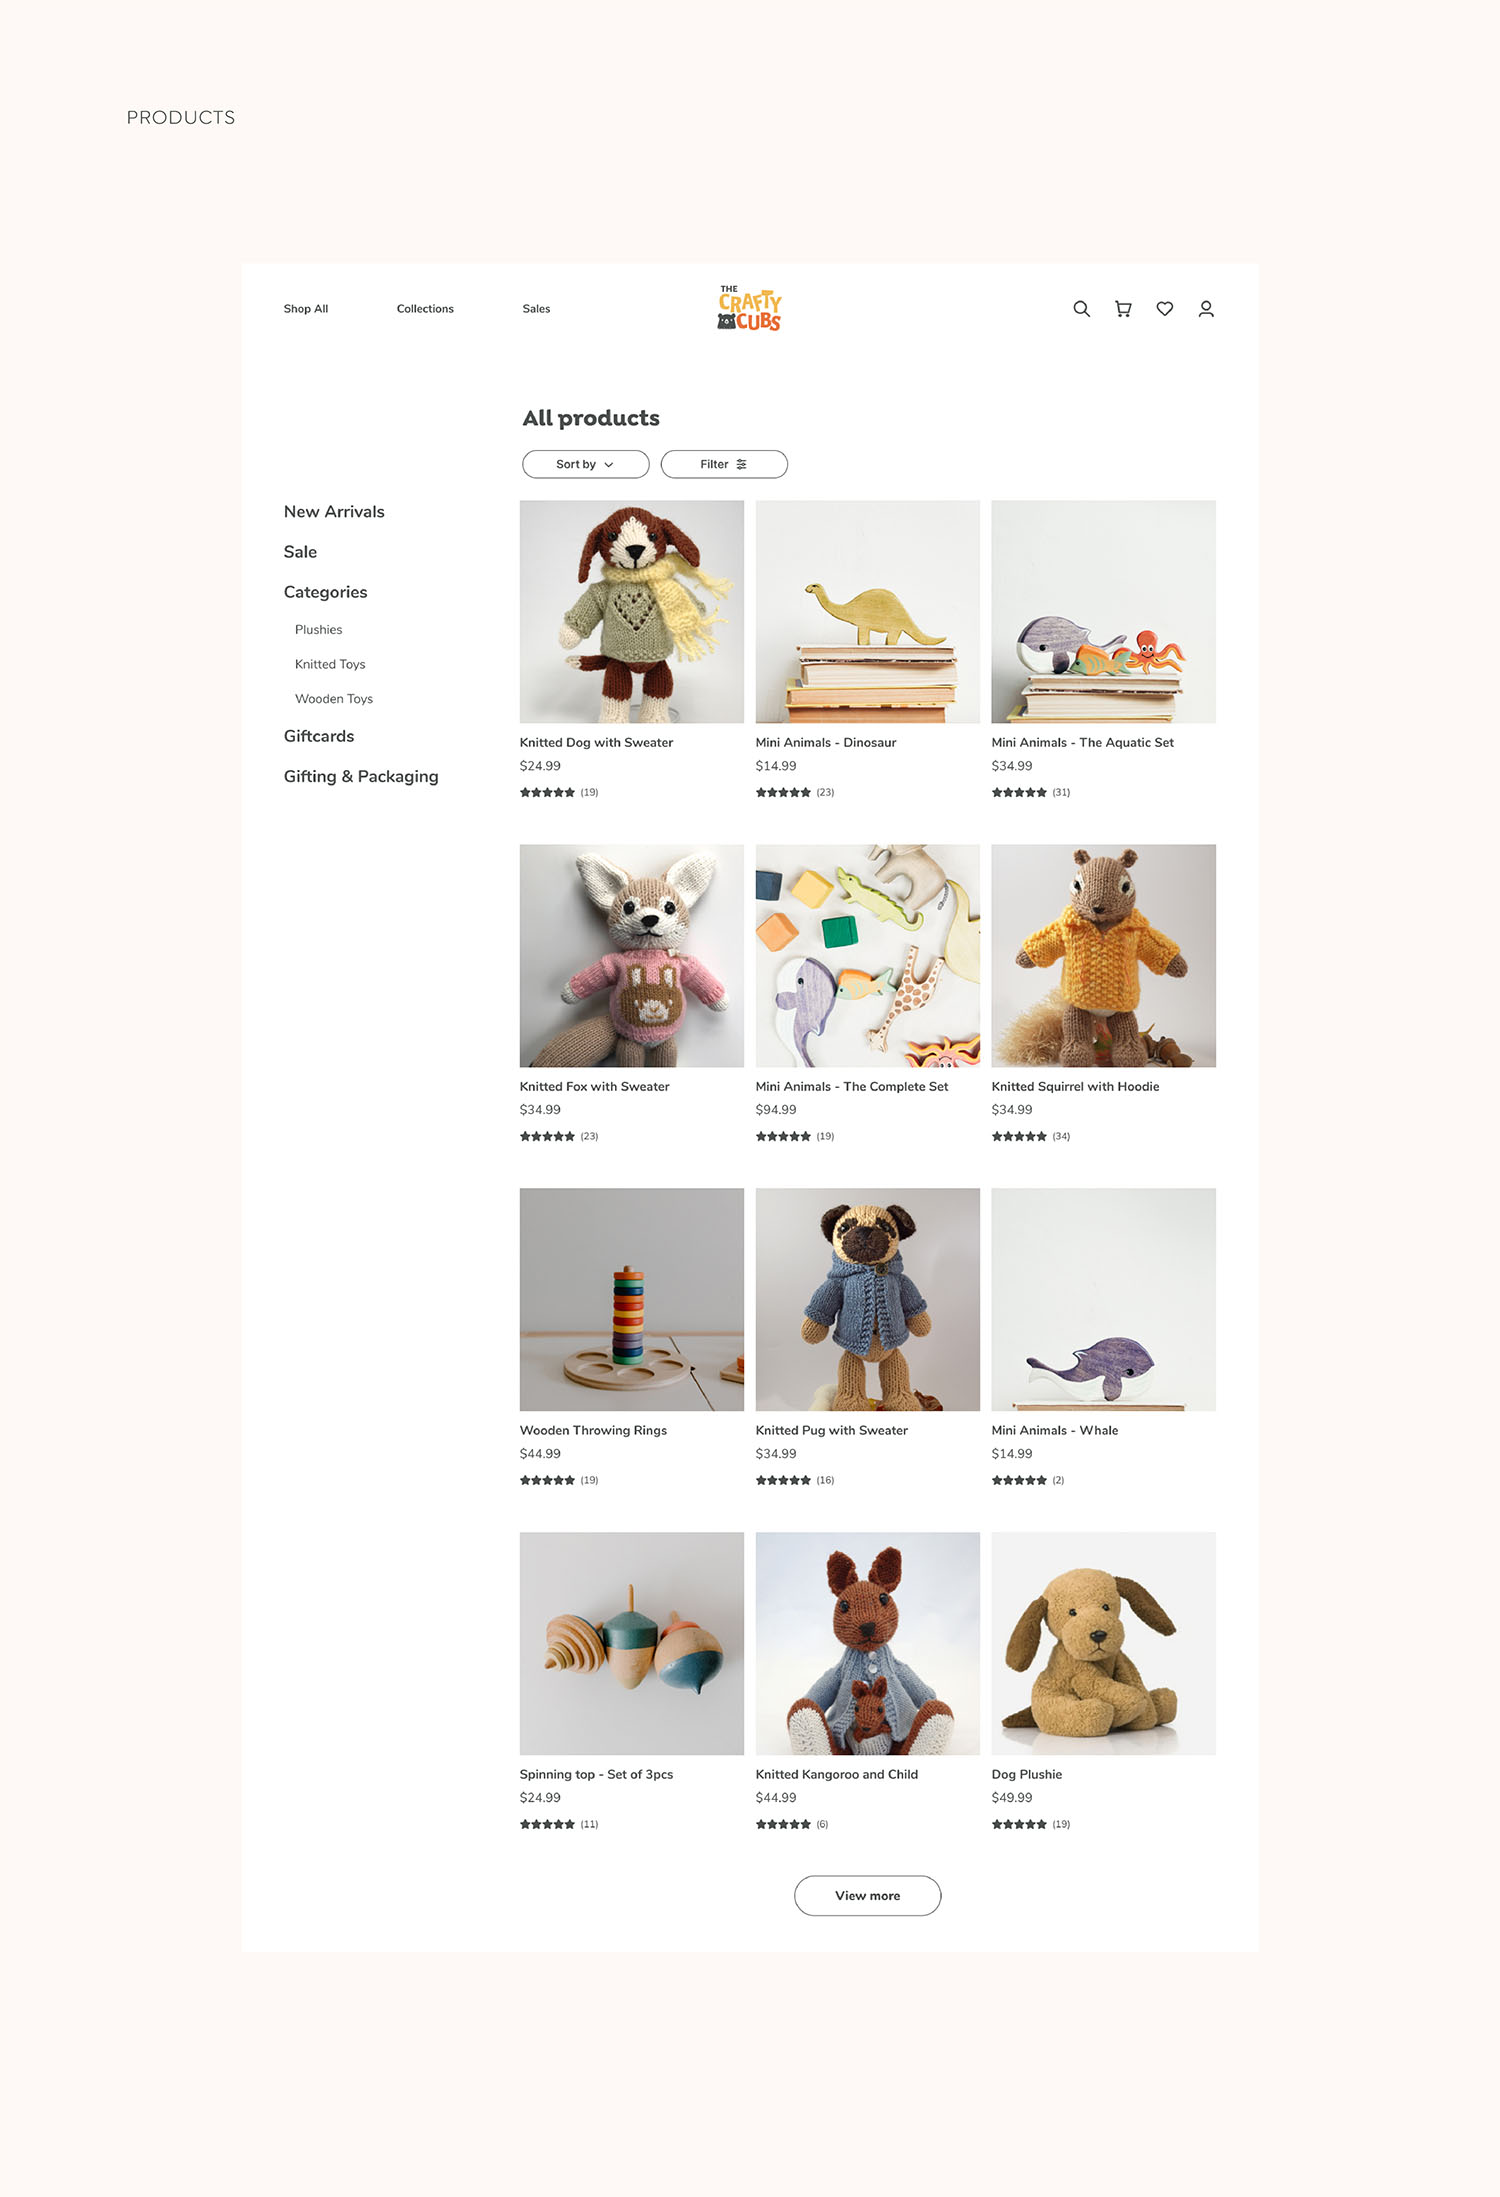 PRODUCTS
Shop All
Collections
Sales
THE
CRAFTY
CUBS
All products
Sort by
Filter
New Arrivals
Sale
Categories
Plushies
Knitted Toys
Wooden Toys
Giftcards
Gifting & Packaging
Knitted Dog with Sweater
$24.99
(19)
Mini Animals - Dinosaur
$14.99
(23)
Mini Animals - The Aquatic Set
$34.99
(31)
Knitted Fox with Sweater
$34.99
(23)
Mini Animals - The Complete Set
$94.99
(19)
Knitted Squirrel with Hoodie
$34.99
(34)
Wooden Throwing Rings
$44.99
(19)
Knitted Pug with Sweater
$34.99
(16)
Mini Animals - Whale
$14.99
(2)
Spinning top - Set of 3pcs
$24.99
(11)
Knitted Kangoroo and Child
$44.99
(6)
Dog Plushie
$49.99
(19)
View more